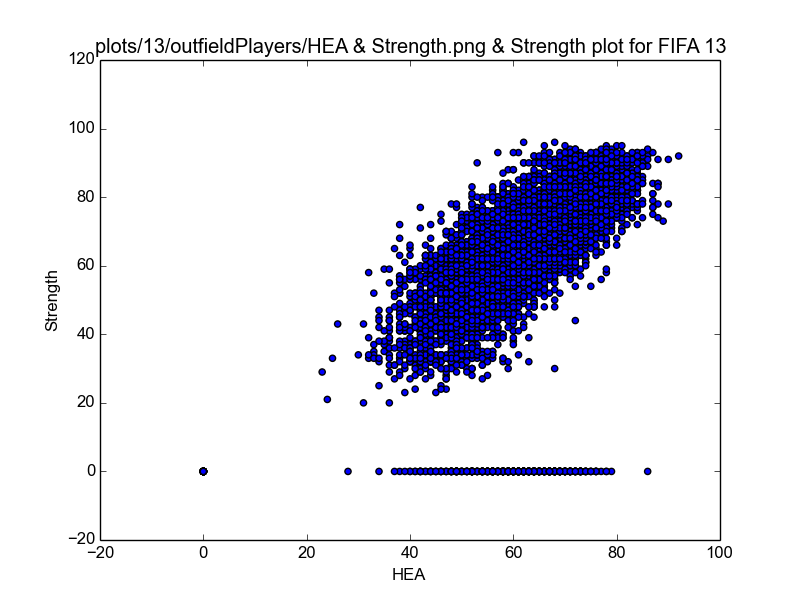 plots/13/outfieldPlayers/HEA & Strength.png & Strength plot for FIFA 13
120
100
80
60
40
20
0
−20
Strength
−20 0 20 40 60 80 100
HEA